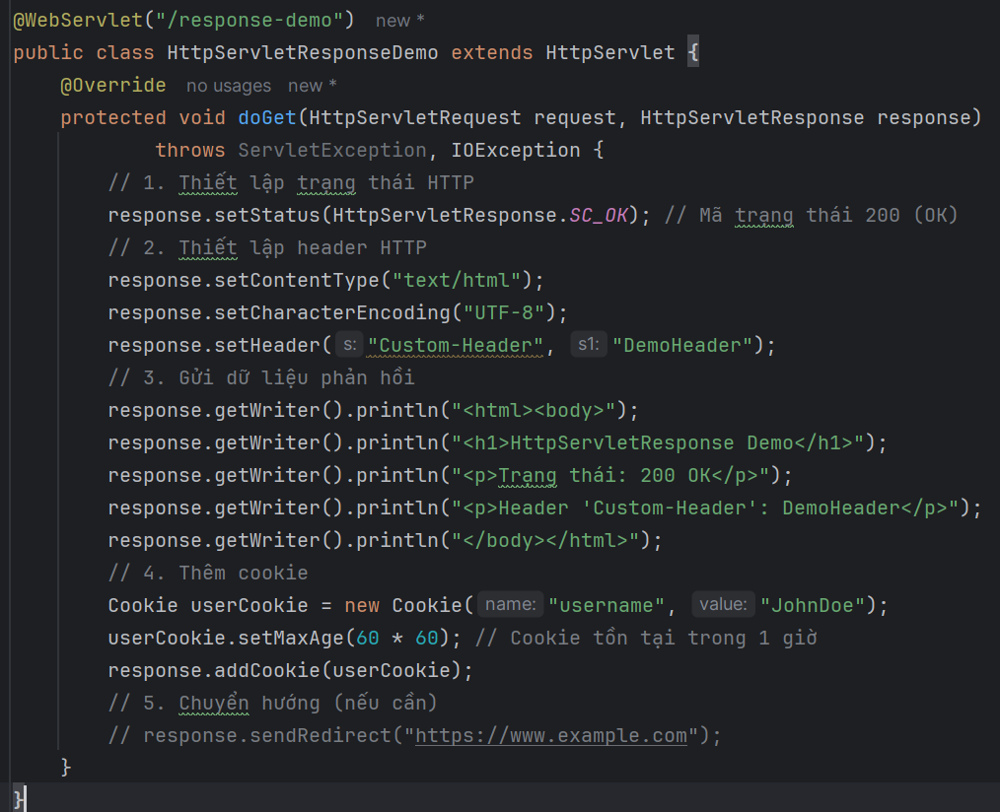 @WebServlet("/response-demo")  new *
public class HttpServletResponseDemo extends HttpServlet {
    @Override  no usages  new *
    protected void doGet(HttpServletRequest request, HttpServletResponse response)
            throws ServletException, IOException {
        // 1. Thiết lập trạng thái HTTP
        response.setStatus(HttpServletResponse.SC_OK); // Mã trạng thái 200 (OK)
        // 2. Thiết lập header HTTP
        response.setContentType("text/html");
        response.setCharacterEncoding("UTF-8");
        response.setHeader( s: "Custom-Header",  s1: "DemoHeader");
        // 3. Gửi dữ liệu phản hồi
        response.getWriter().println("<html><body>");
        response.getWriter().println("<h1>HttpServletResponse Demo</h1>");
        response.getWriter().println("<p>Trạng thái: 200 OK</p>");
        response.getWriter().println("<p>Header 'Custom-Header': DemoHeader</p>");
        response.getWriter().println("</body></html>");
        // 4. Thêm cookie
        Cookie userCookie = new Cookie( name: "username",  value: "JohnDoe");
        userCookie.setMaxAge(60 * 60); // Cookie tồn tại trong 1 giờ
        response.addCookie(userCookie);
        // 5. Chuyển hướng (nếu cần)
        // response.sendRedirect("https://www.example.com");
    }
}